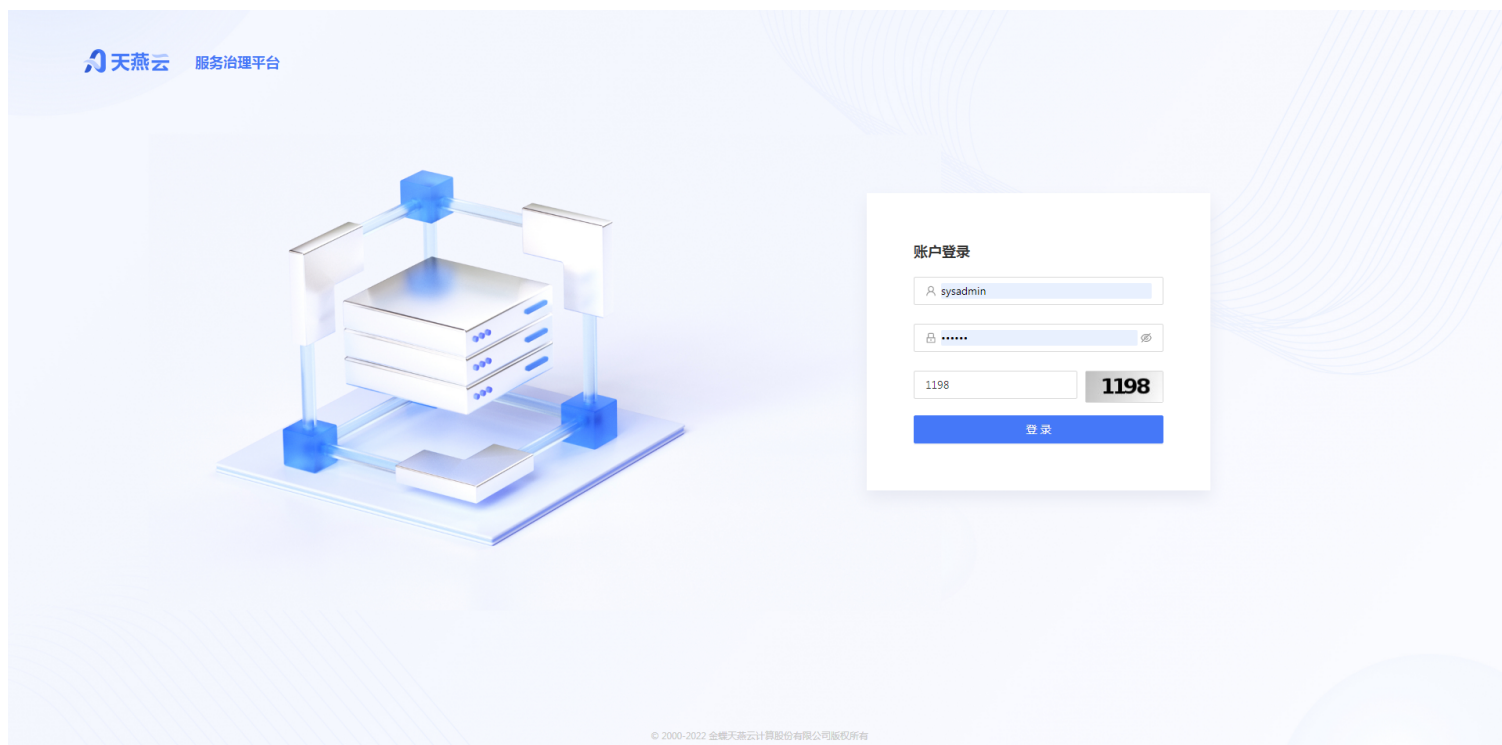 天燕云 服务治理平台
账户登录
sysadmin
••••••
1198 1198
登 录
© 2000-2022 金蝶天燕云计算股份有限公司版权所有